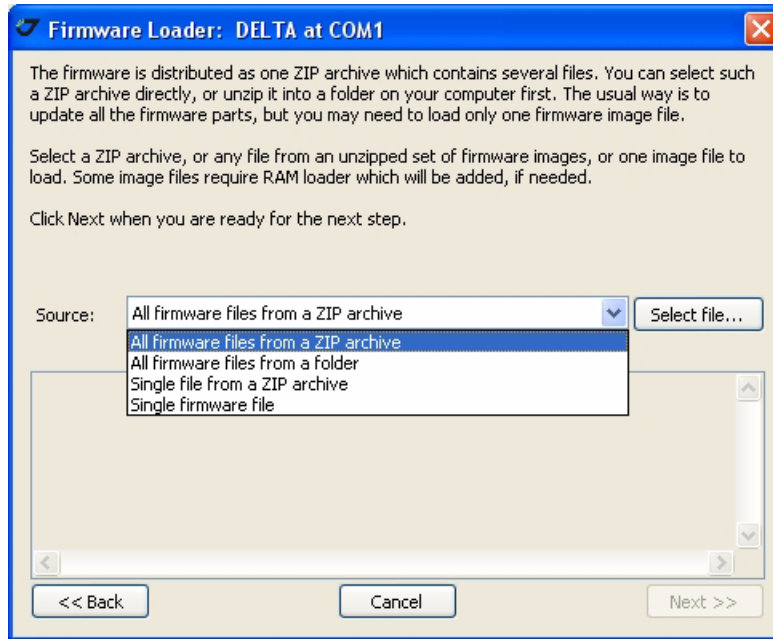 Firmware Loader: DELTA at COM1
The firmware is distributed as one ZIP archive which contains several files. You can select such
a ZIP archive directly, or unzip it into a folder on your computer first. The usual way is to
update all the firmware parts, but you may need to load only one firmware image file.
Select a ZIP archive, or any file from an unzipped set of firmware images, or one image file to
load. Some image files require RAM loader which will be added, if needed.
Click Next when you are ready for the next step.
Source: All firmware files from a ZIP archive Select file...
All firmware files from a ZIP archive
All firmware files from a folder
Single file from a ZIP archive
Single firmware file
<< Back Cancel Next >>